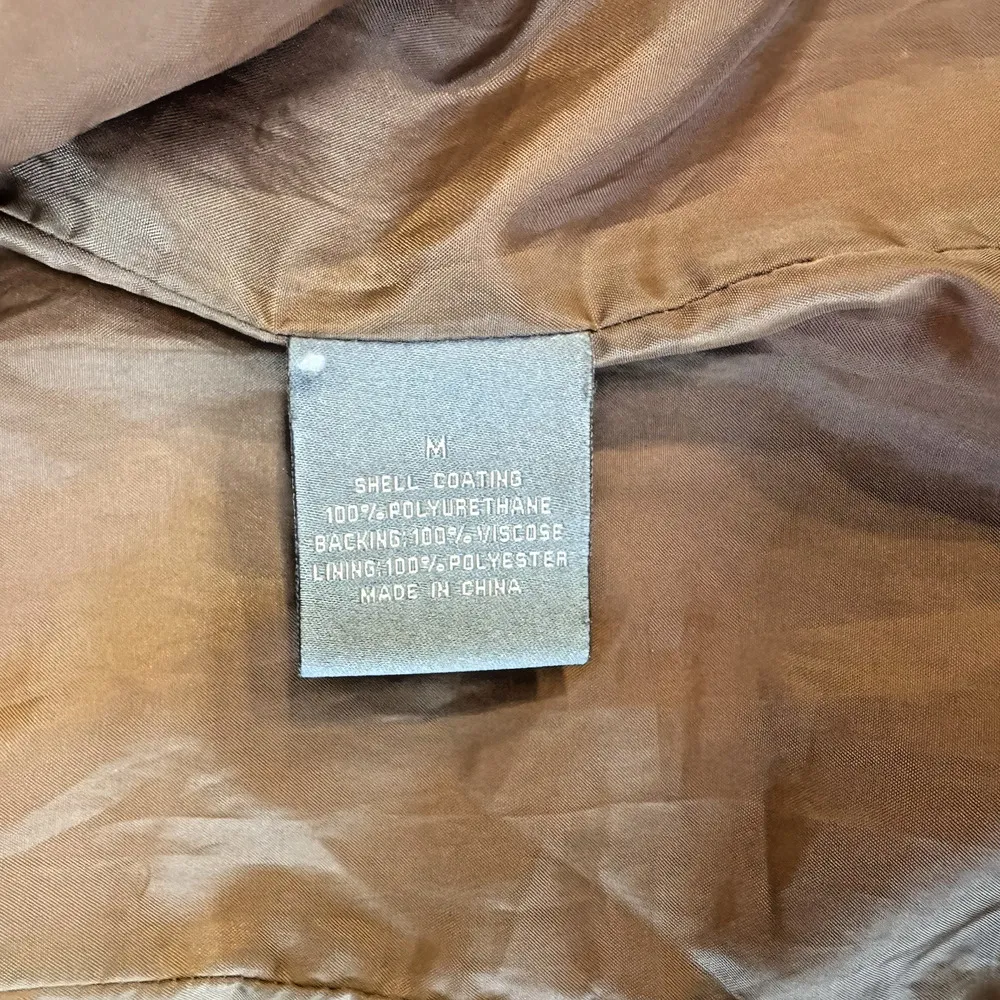 M
SHELL COATING
100%POLYURETHANE
BACKING:100%VISCOSE
LINING:100%POLYESTER
MADE IN CHINA